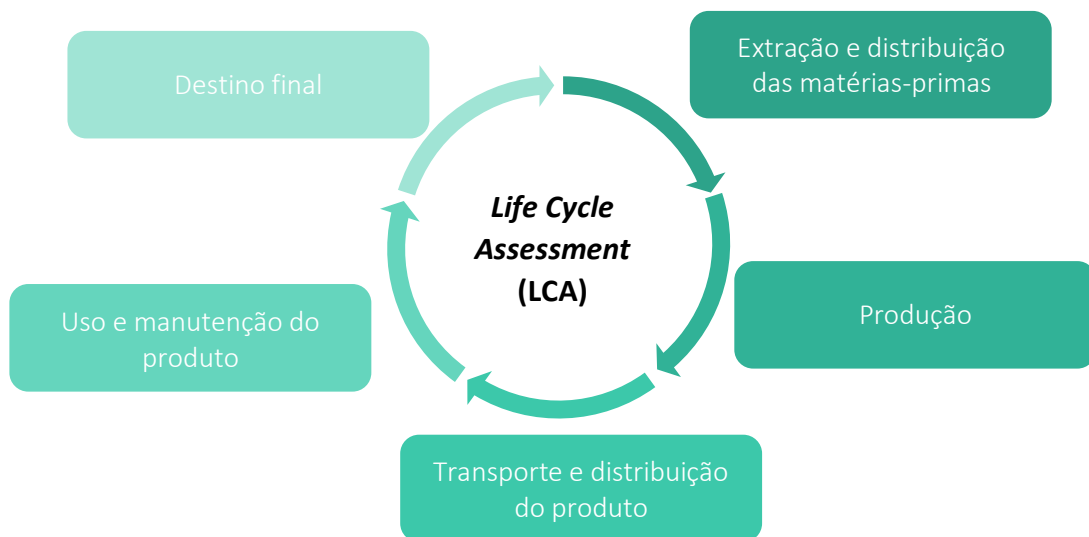 Destino final
Extração e distribuição
das matérias-primas
Life Cycle
Assessment
(LCA)
Uso e manutenção do
produto
Produção
Transporte e distribuição
do produto